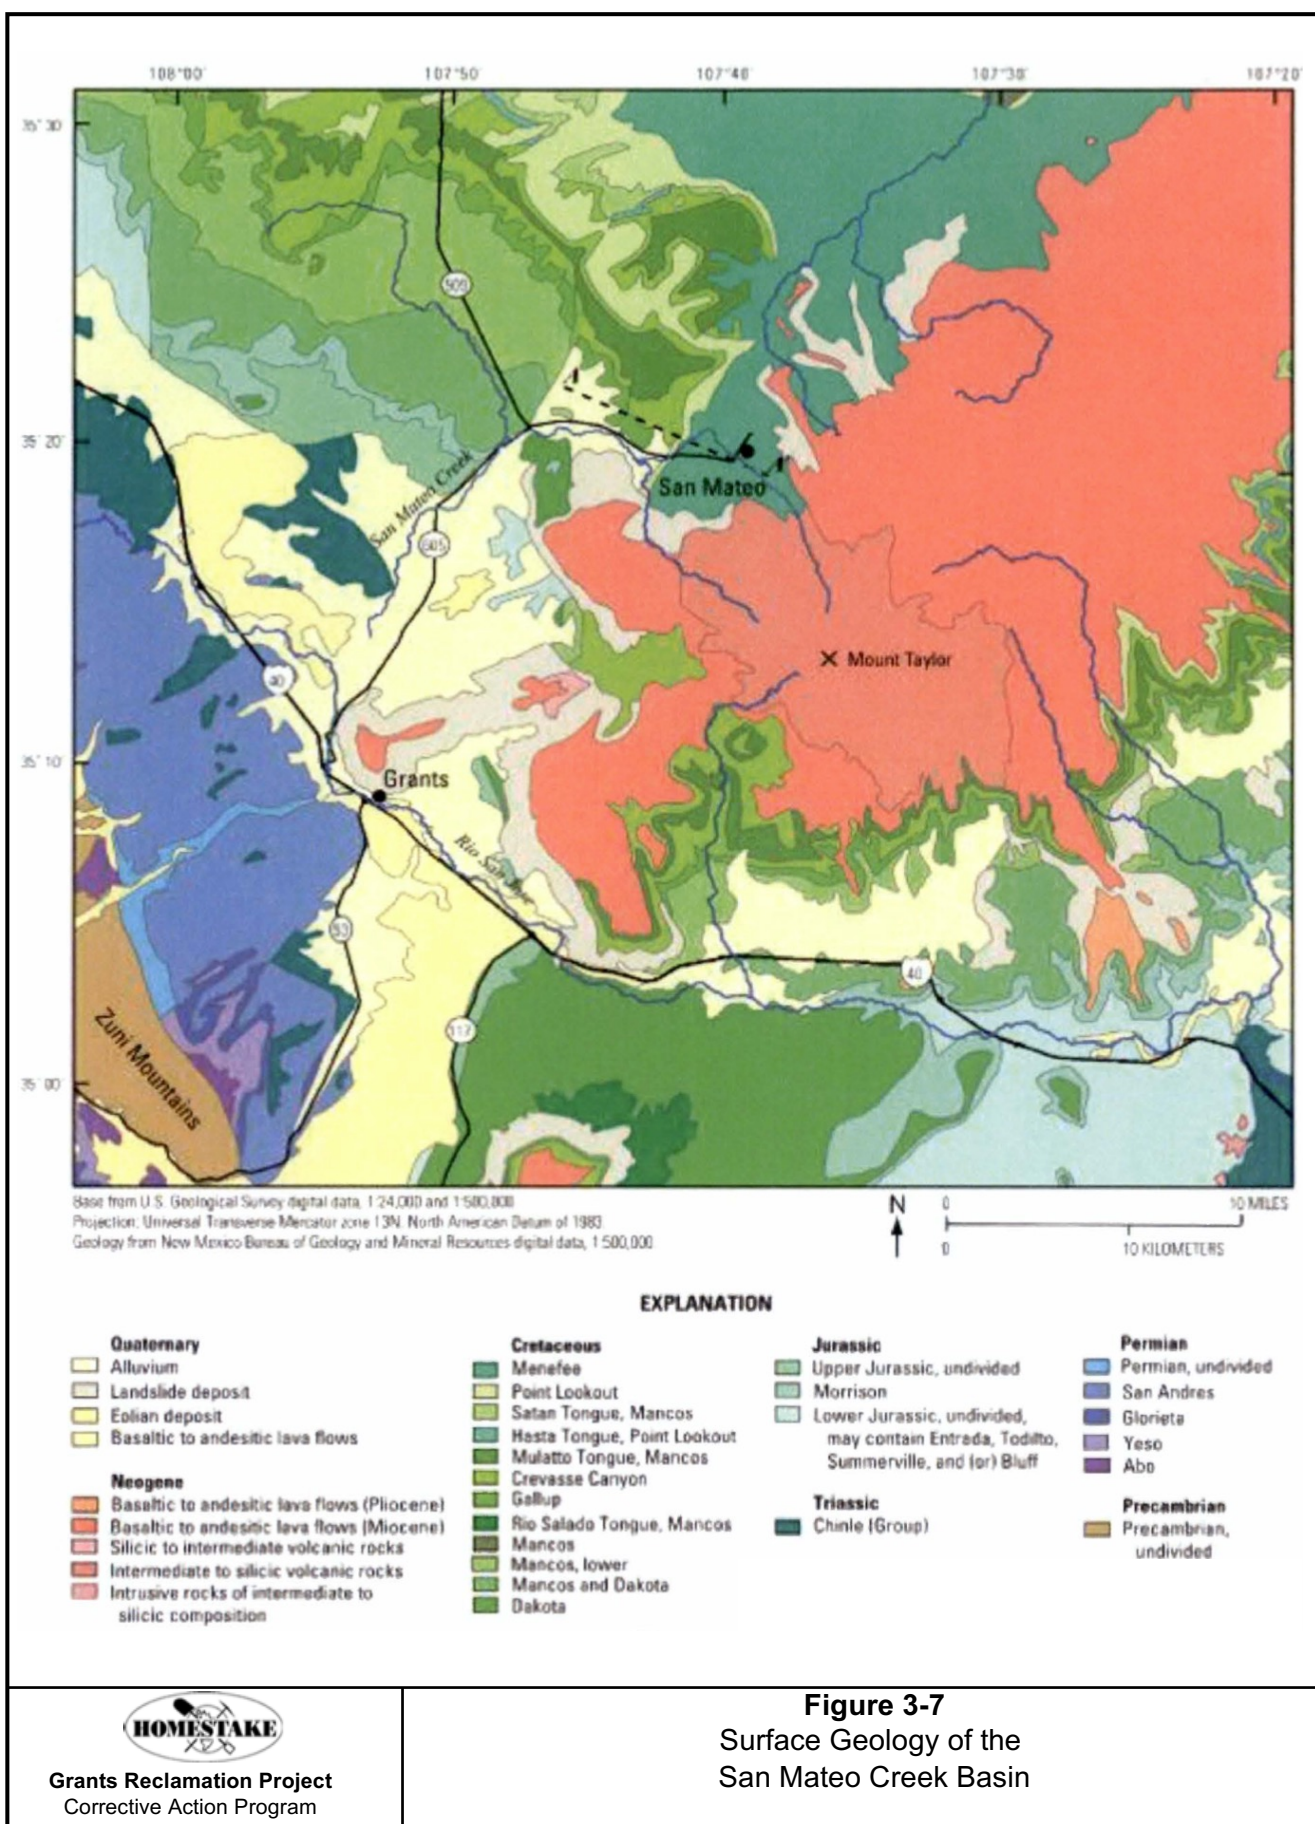 108°00'
107°50'
107°40'
107°30'
107°20'
35°30'
35°20'
35°10'
35°00'
509
San Mateo Creek
605
San Mateo
Mount Taylor
40
Grants
Rio San Jose
53
40
117
Zuni Mountains
Base from U.S. Geological Survey digital data, 1:24,000 and 1:500,000
Projection: Universal Transverse Mercator zone 13N. North American Datum of 1983.
Geology from New Mexico Bureau of Geology and Mineral Resources digital data, 1:500,000
N
0
10 MILES
0
10 KILOMETERS
EXPLANATION
Quaternary
Alluvium
Landslide deposit
Eolian deposit
Basaltic to andesitic lava flows
Neogene
Basaltic to andesitic lava flows (Pliocene)
Basaltic to andesitic lava flows (Miocene)
Silicic to intermediate volcanic rocks
Intermediate to silicic volcanic rocks
Intrusive rocks of intermediate to
silicic composition
Cretaceous
Menefee
Point Lookout
Satan Tongue, Mancos
Hasta Tongue, Point Lookout
Mulatto Tongue, Mancos
Crevasse Canyon
Gallup
Rio Salado Tongue, Mancos
Mancos
Mancos, lower
Mancos and Dakota
Dakota
Jurassic
Upper Jurassic, undivided
Morrison
Lower Jurassic, undivided,
may contain Entrada, Todilto,
Summerville, and (or) Bluff
Triassic
Chinle (Group)
Permian
Permian, undivided
San Andres
Glorieta
Yeso
Abo
Precambrian
Precambrian,
undivided
HOMESTAKE
Grants Reclamation Project
Corrective Action Program
Figure 3-7
Surface Geology of the
San Mateo Creek Basin